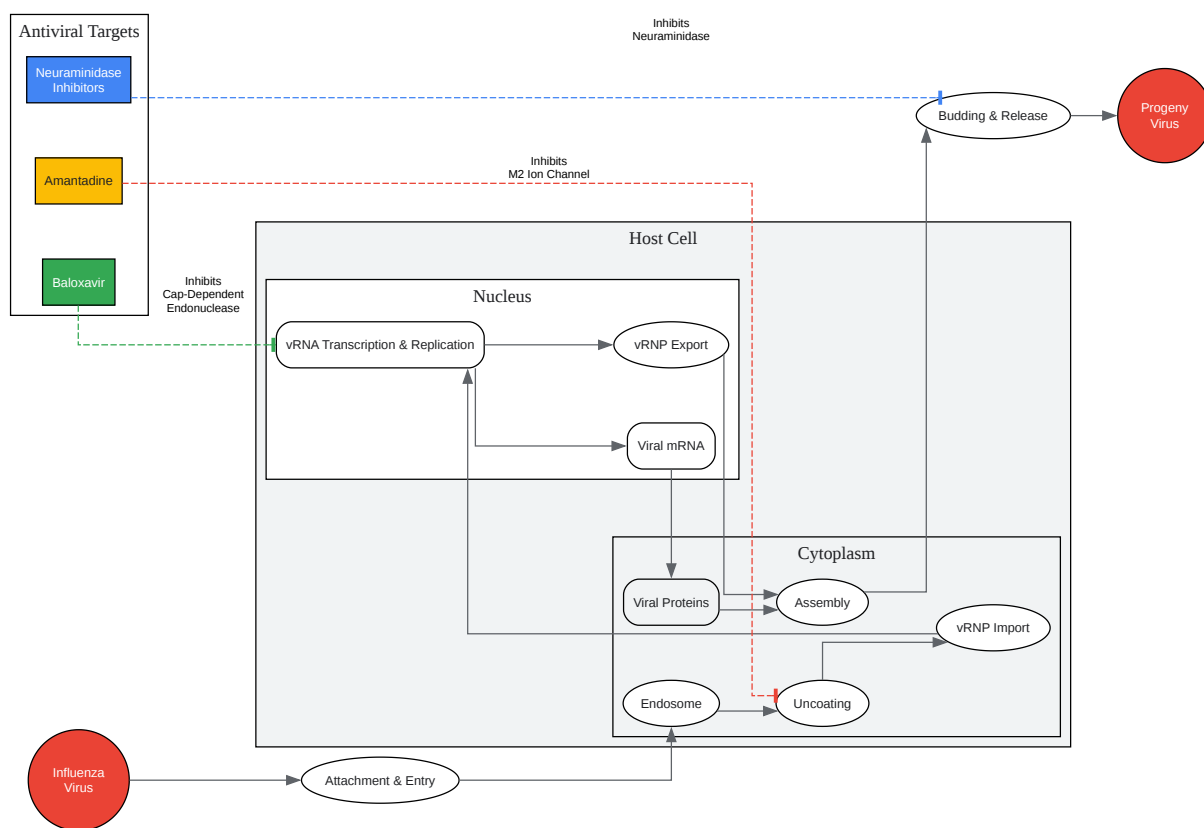 Antiviral Targets
Neuraminidase
Inhibitors
Amantadine
Baloxavir
Inhibits
Neuraminidase
Inhibits
M2 Ion Channel
Inhibits
Cap-Dependent
Endonuclease
Budding & Release
Progeny
Virus
Host Cell
Nucleus
vRNA Transcription & Replication
vRNP Export
Viral mRNA
Cytoplasm
Viral Proteins
Assembly
vRNP Import
Endosome
Uncoating
Influenza
Virus
Attachment & Entry